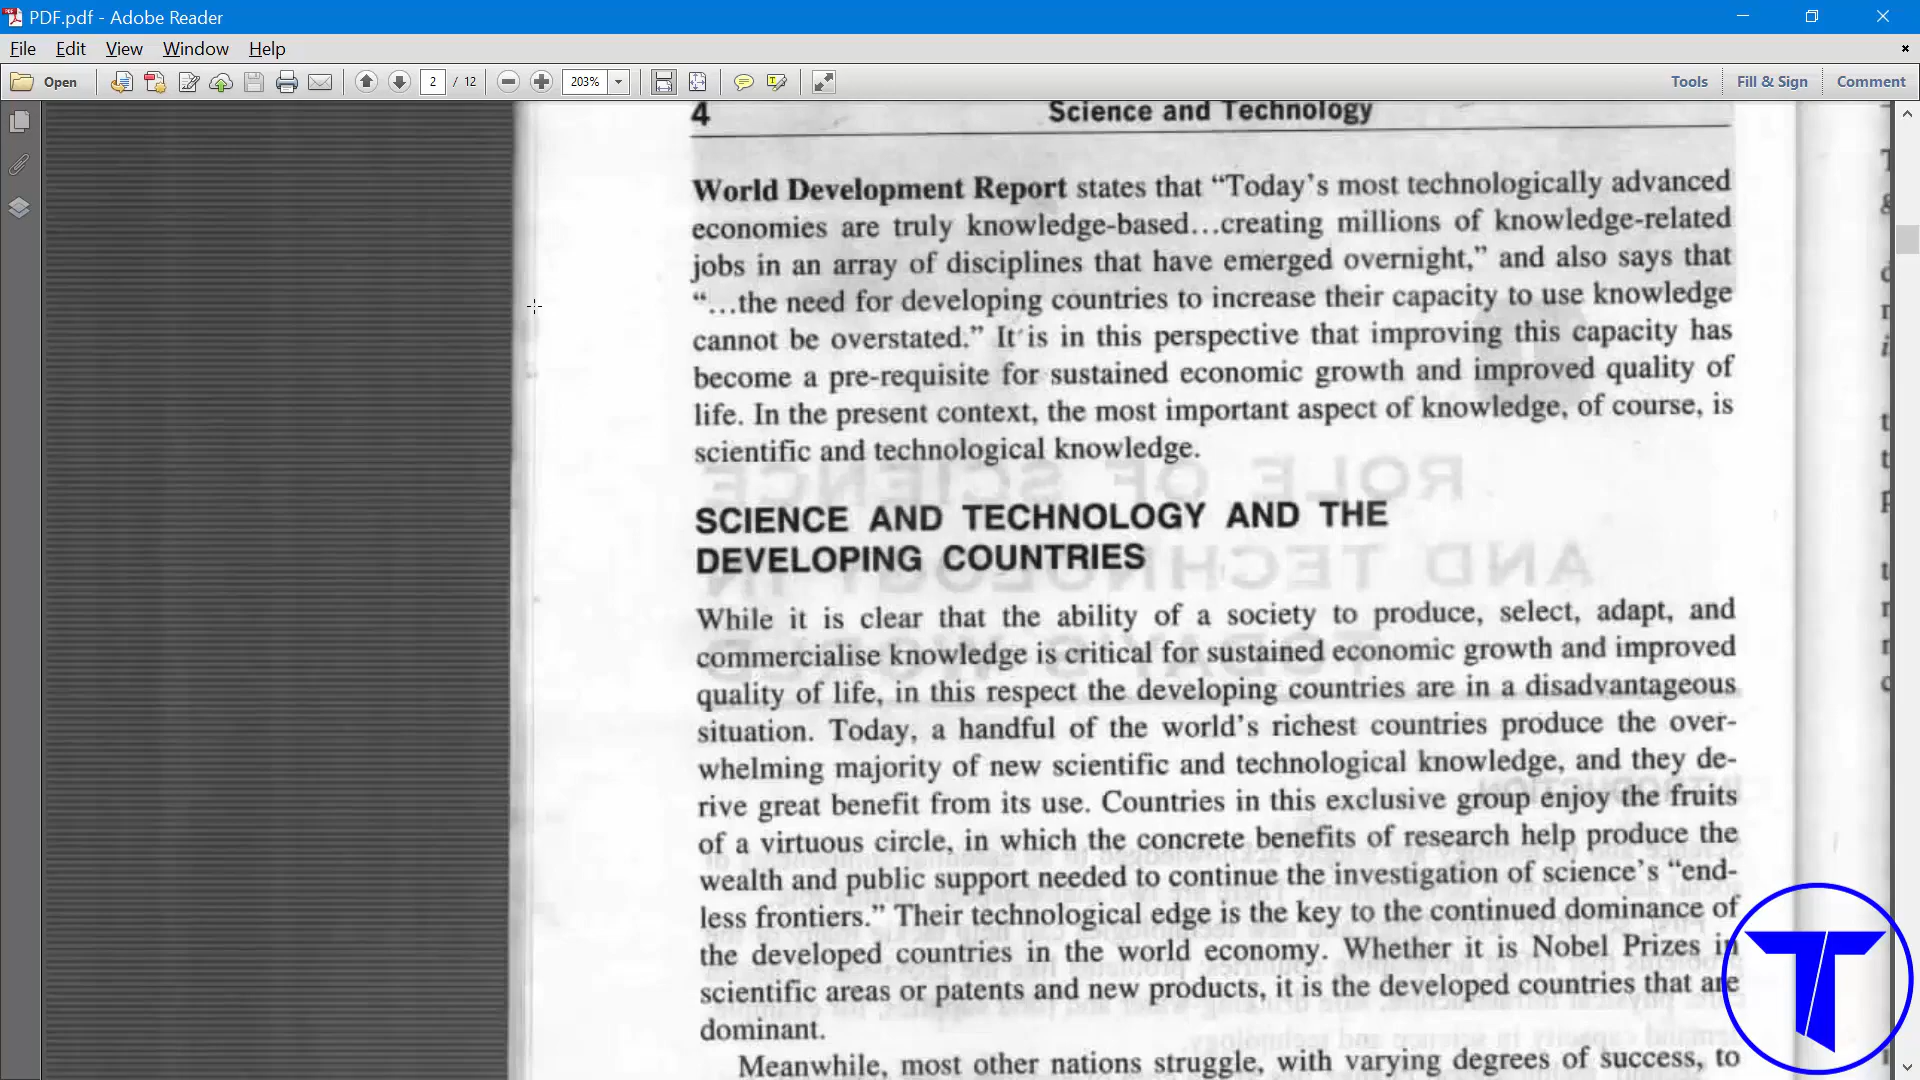 PDF.pdf - Adobe Reader
File Edit View Window Help
Open 2 / 12 203% Tools Fill & Sign Comment
4 Science and Technology
World Development Report states that “Today’s most technologically advanced
economies are truly knowledge-based...creating millions of knowledge-related
jobs in an array of disciplines that have emerged overnight,” and also says that
“...the need for developing countries to increase their capacity to use knowledge
cannot be overstated.” It is in this perspective that improving this capacity has
become a pre-requisite for sustained economic growth and improved quality of
life. In the present context, the most important aspect of knowledge, of course, is
scientific and technological knowledge.
SCIENCE AND TECHNOLOGY AND THE
DEVELOPING COUNTRIES
While it is clear that the ability of a society to produce, select, adapt, and
commercialise knowledge is critical for sustained economic growth and improved
quality of life, in this respect the developing countries are in a disadvantageous
situation. Today, a handful of the world’s richest countries produce the over-
whelming majority of new scientific and technological knowledge, and they de-
rive great benefit from its use. Countries in this exclusive group enjoy the fruits
of a virtuous circle, in which the concrete benefits of research help produce the
wealth and public support needed to continue the investigation of science’s “end-
less frontiers.” Their technological edge is the key to the continued dominance of
the developed countries in the world economy. Whether it is Nobel Prizes in
scientific areas or patents and new products, it is the developed countries that are
dominant.
Meanwhile, most other nations struggle, with varying degrees of success, to